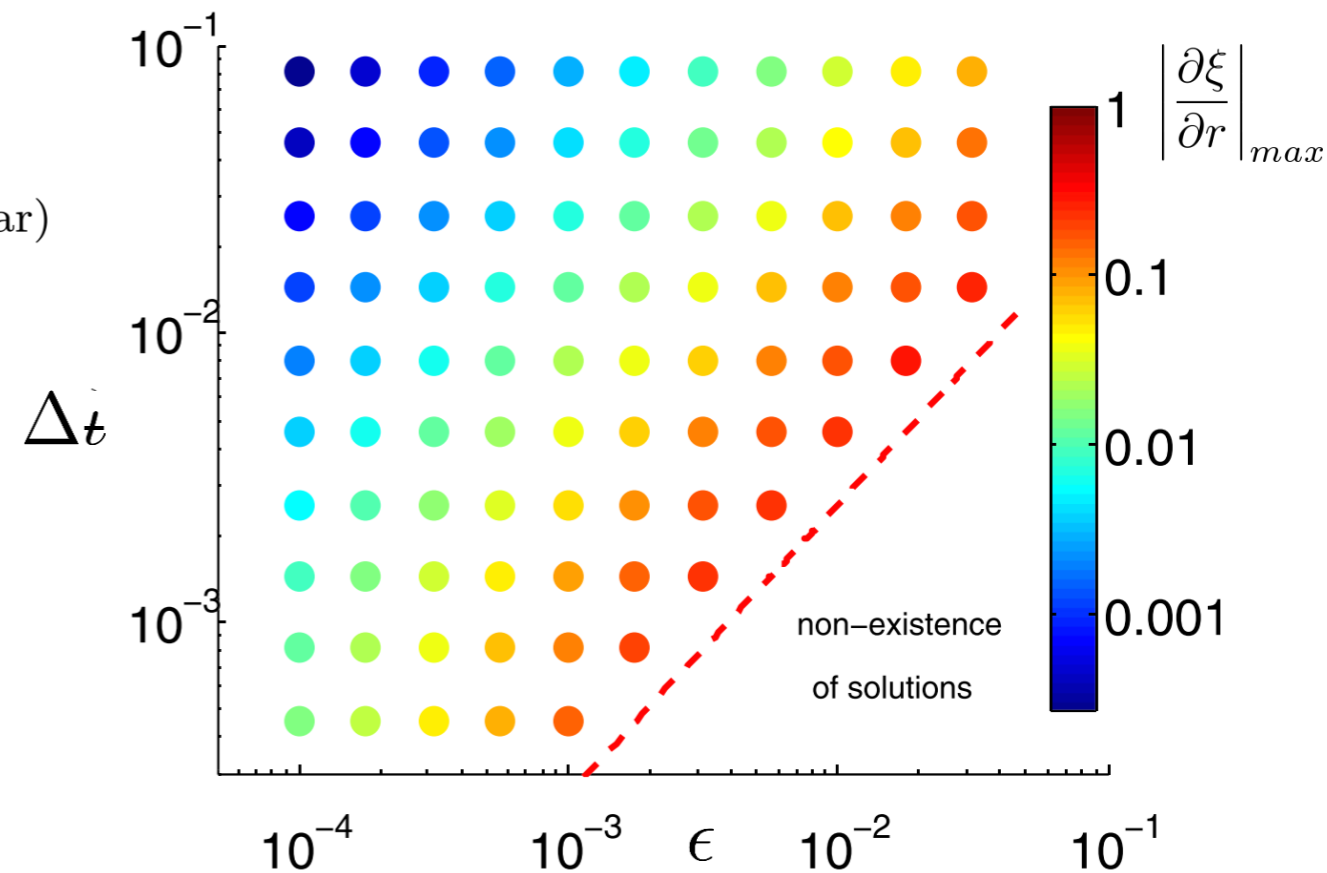 10⁻¹
|∂ξ/∂r|max
1
ar)
0.1
10⁻²
Δt
0.01
10⁻³
non−existence
0.001
of solutions
10⁻⁴ 10⁻³ ϵ 10⁻² 10⁻¹